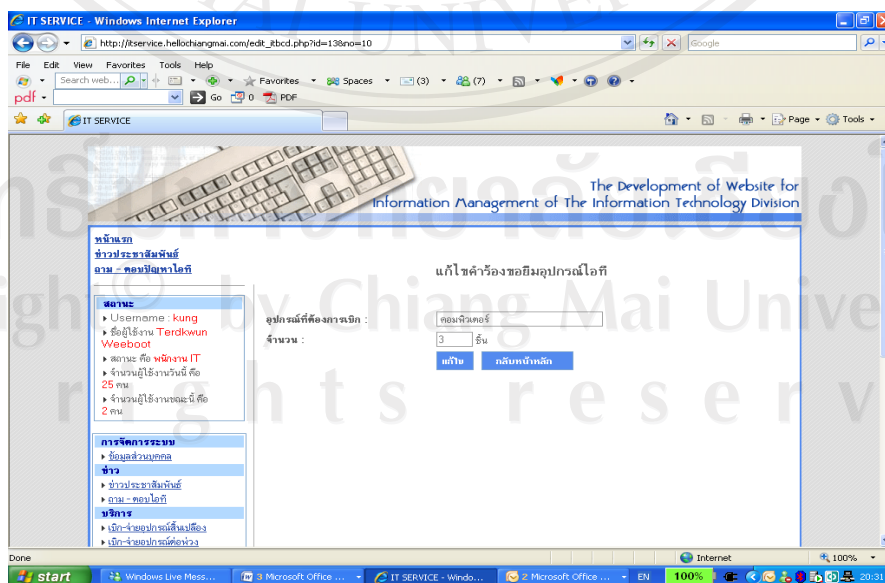 IT SERVICE - Windows Internet Explorer
http://itservice.hellochiangmai.com/edit_itbcd.php?id=13&no=10
Google
File Edit View Favorites Tools Help
Search web... Favorites Spaces (3) (7)
pdf Go 0 PDF
IT SERVICE Page Tools
The Development of Website for
Information Management of The Information Technology Division
หน้าแรก
ข่าวประชาสัมพันธ์
ถาม - ตอบปัญหาไอที
แก้ไขคำร้องขอยืมอุปกรณ์ไอที
สถานะ
Username : kung
ชื่อผู้ใช้งาน Terdkwun
Weeboot
สถานะ คือ พนักงาน IT
จำนวนผู้ใช้งานวันนี้ คือ
25 คน
จำนวนผู้ใช้งานขณะนี้ คือ
2 คน
อุปกรณ์ที่ต้องการเบิก : คอมพิวเตอร์
จำนวน : 3 ชิ้น
แก้ไข กลับหน้าหลัก
การจัดการระบบ
ข้อมูลส่วนบุคคล
ข่าว
ข่าวประชาสัมพันธ์
ถาม - ตอบไอที
บริการ
เบิก-จ่ายอุปกรณ์สิ้นเปลือง
เบิก-จ่ายอุปกรณ์ต่อพ่วง
Done Internet 100%
start Windows Live Mess... 3 Microsoft Office ... IT SERVICE - Windo... 2 Microsoft Office ... EN 100% 20:31
by Chiang Mai Unive
rights reserv